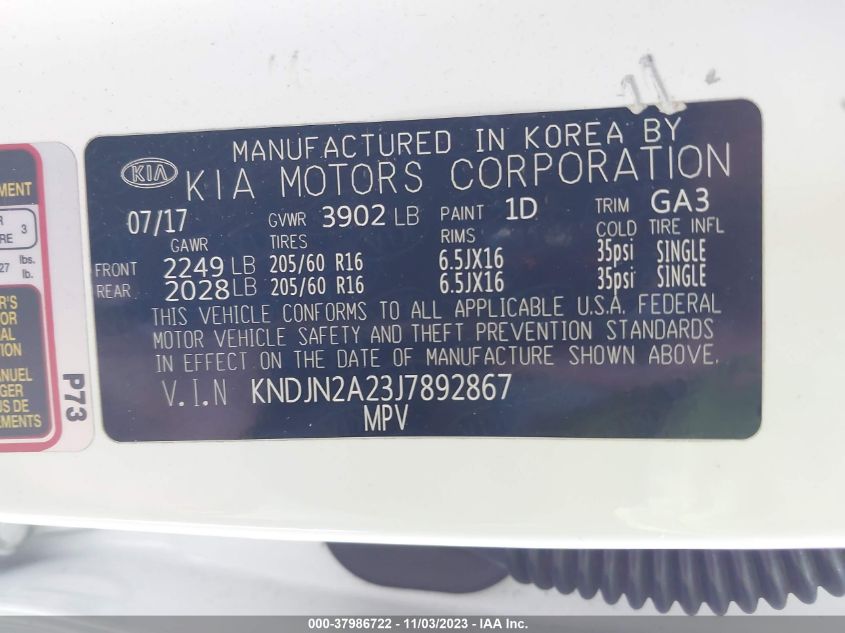 MANUFACTURED IN KOREA BY
KIA KIA MOTORS CORPORATION
07/17 GVWR 3902 LB PAINT 1D TRIM GA3
GAWR TIRES RIMS COLD TIRE INFL
FRONT 2249 LB 205/60 R16 6.5JX16 35psi SINGLE
REAR 2028 LB 205/60 R16 6.5JX16 35psi SINGLE
THIS VEHICLE CONFORMS TO ALL APPLICABLE U.S.A. FEDERAL
MOTOR VEHICLE SAFETY AND THEFT PREVENTION STANDARDS
IN EFFECT ON THE DATE OF MANUFACTURE SHOWN ABOVE.
V.I.N KNDJN2A23J7892867
MPV
3
27 lbs.
lb.
P73
000-37986722 - 11/03/2023 - IAA Inc.